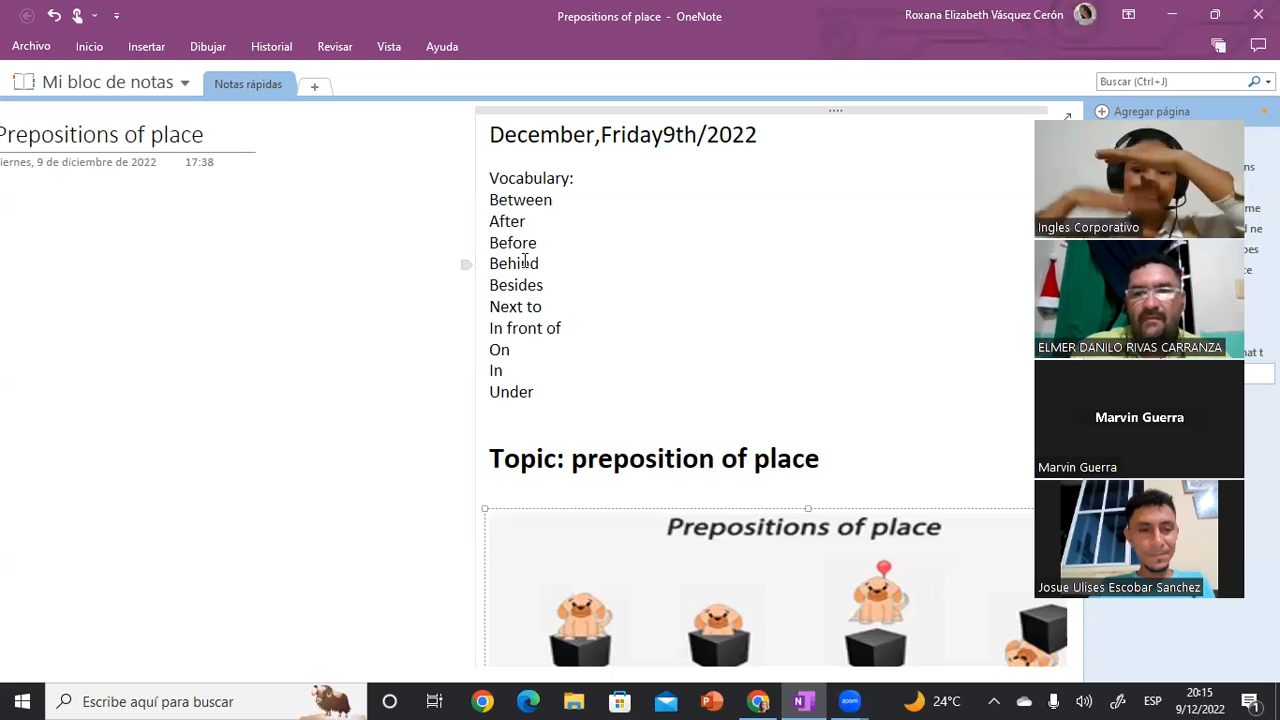 Prepositions of place - OneNote
Roxana Elizabeth Vásquez Cerón
Archivo
Inicio
Insertar
Dibujar
Historial
Revisar
Vista
Ayuda
Mi bloc de notas
Notas rápidas
+
Buscar (Ctrl+J)
Prepositions of place
iernes, 9 de diciembre de 2022
17:38
December,Friday9th/2022
Vocabulary:
Between
After
Before
Behind
Besides
Next to
In front of
On
In
Under
Topic: preposition of place
Prepositions of place
Agregar página
Ingles Corporativo
ELMER DANILO RIVAS CARRANZA
Marvin Guerra
Marvin Guerra
Josue Ulises Escobar Sanchez
Escribe aquí para buscar
zoom
24°C
ESP
20:15
9/12/2022
1